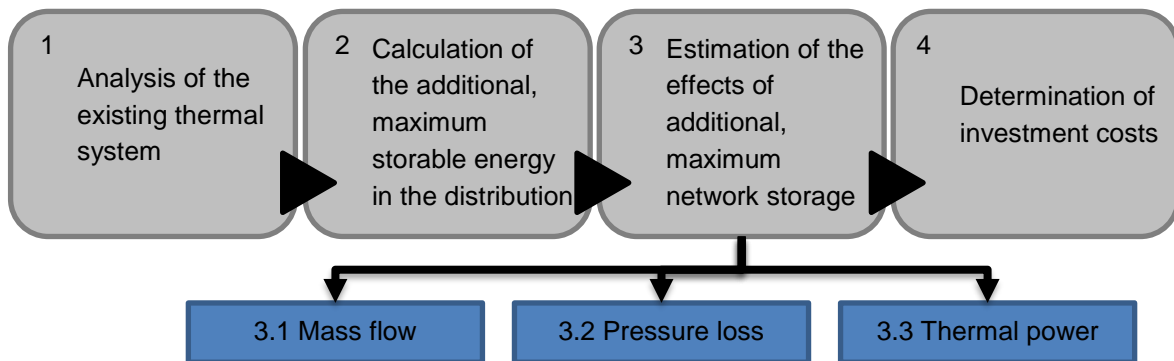 1
Analysis of the
existing thermal
system
2
Calculation of
the additional,
maximum
storable energy
in the distribution
3
Estimation of the
effects of
additional,
maximum
network storage
4
Determination of
investment costs
3.1 Mass flow
3.2 Pressure loss
3.3 Thermal power